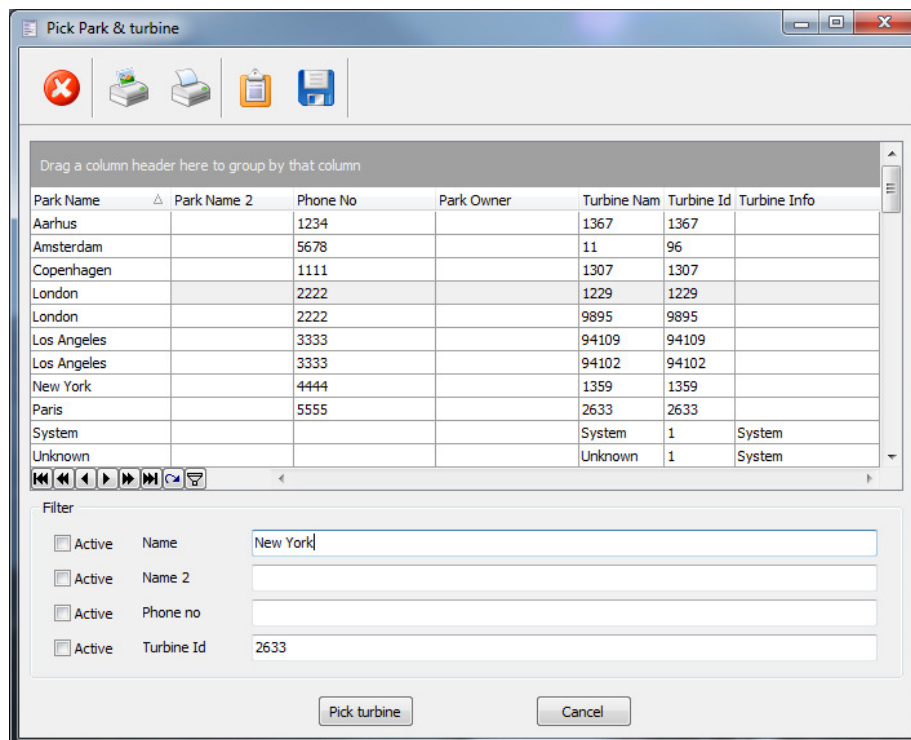 Pick Park & turbine
Drag a column header here to group by that column
Park Name Park Name 2 Phone No Park Owner Turbine Nam Turbine Id Turbine Info
Aarhus 1234 1367 1367
Amsterdam 5678 11 96
Copenhagen 1111 1307 1307
London 2222 1229 1229
London 2222 9895 9895
Los Angeles 3333 94109 94109
Los Angeles 3333 94102 94102
New York 4444 1359 1359
Paris 5555 2633 2633
System System 1 System
Unknown Unknown 1 System
Filter
Active Name New York
Active Name 2
Active Phone no
Active Turbine Id 2633
Pick turbine Cancel